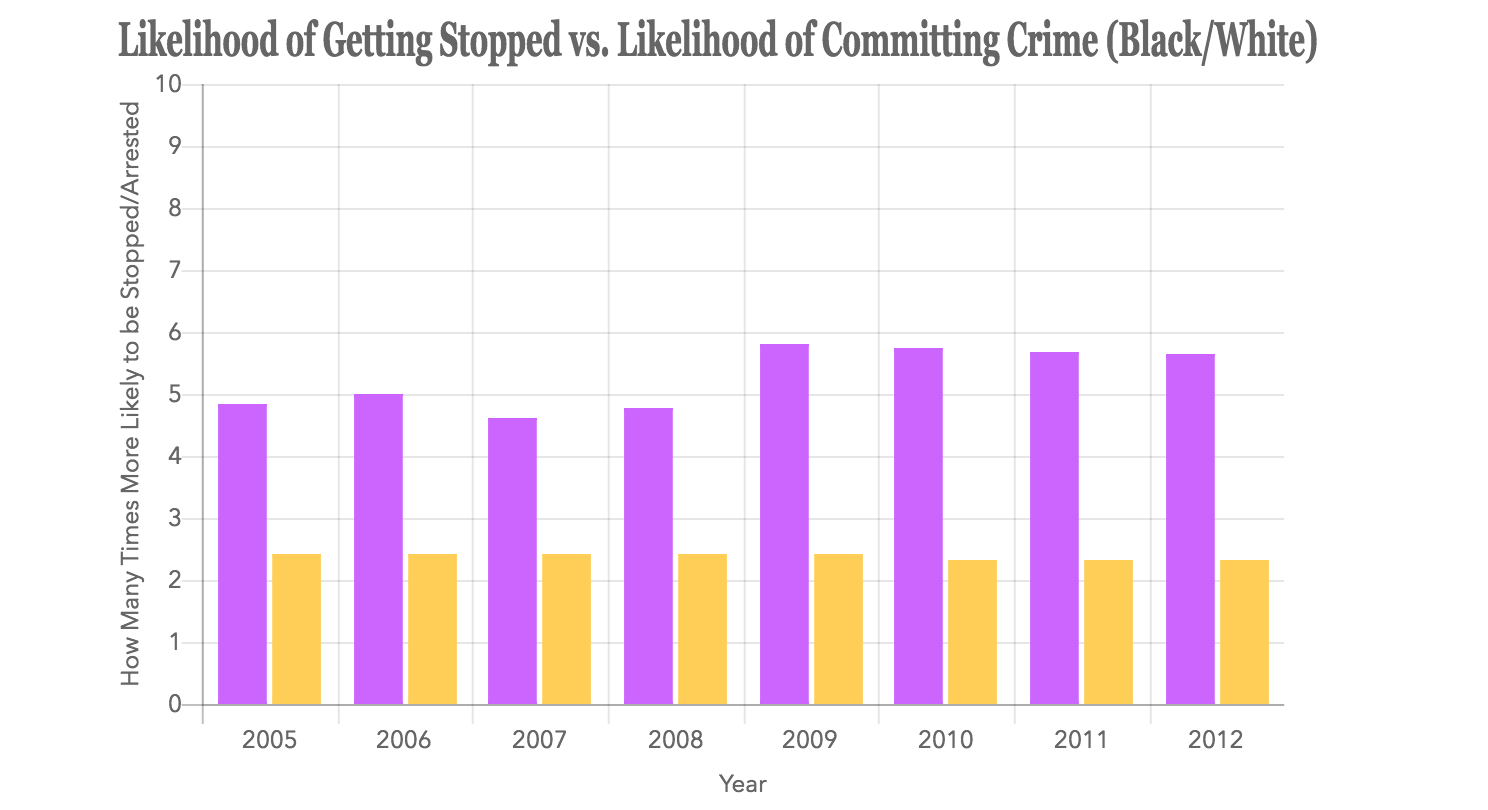 Likelihood of Getting Stopped vs. Likelihood of Committing Crime (Black/White)
How Many Times More Likely to be Stopped/Arrested
10
9
8
7
6
5
4
3
2
1
0
2005 2006 2007 2008 2009 2010 2011 2012
Year